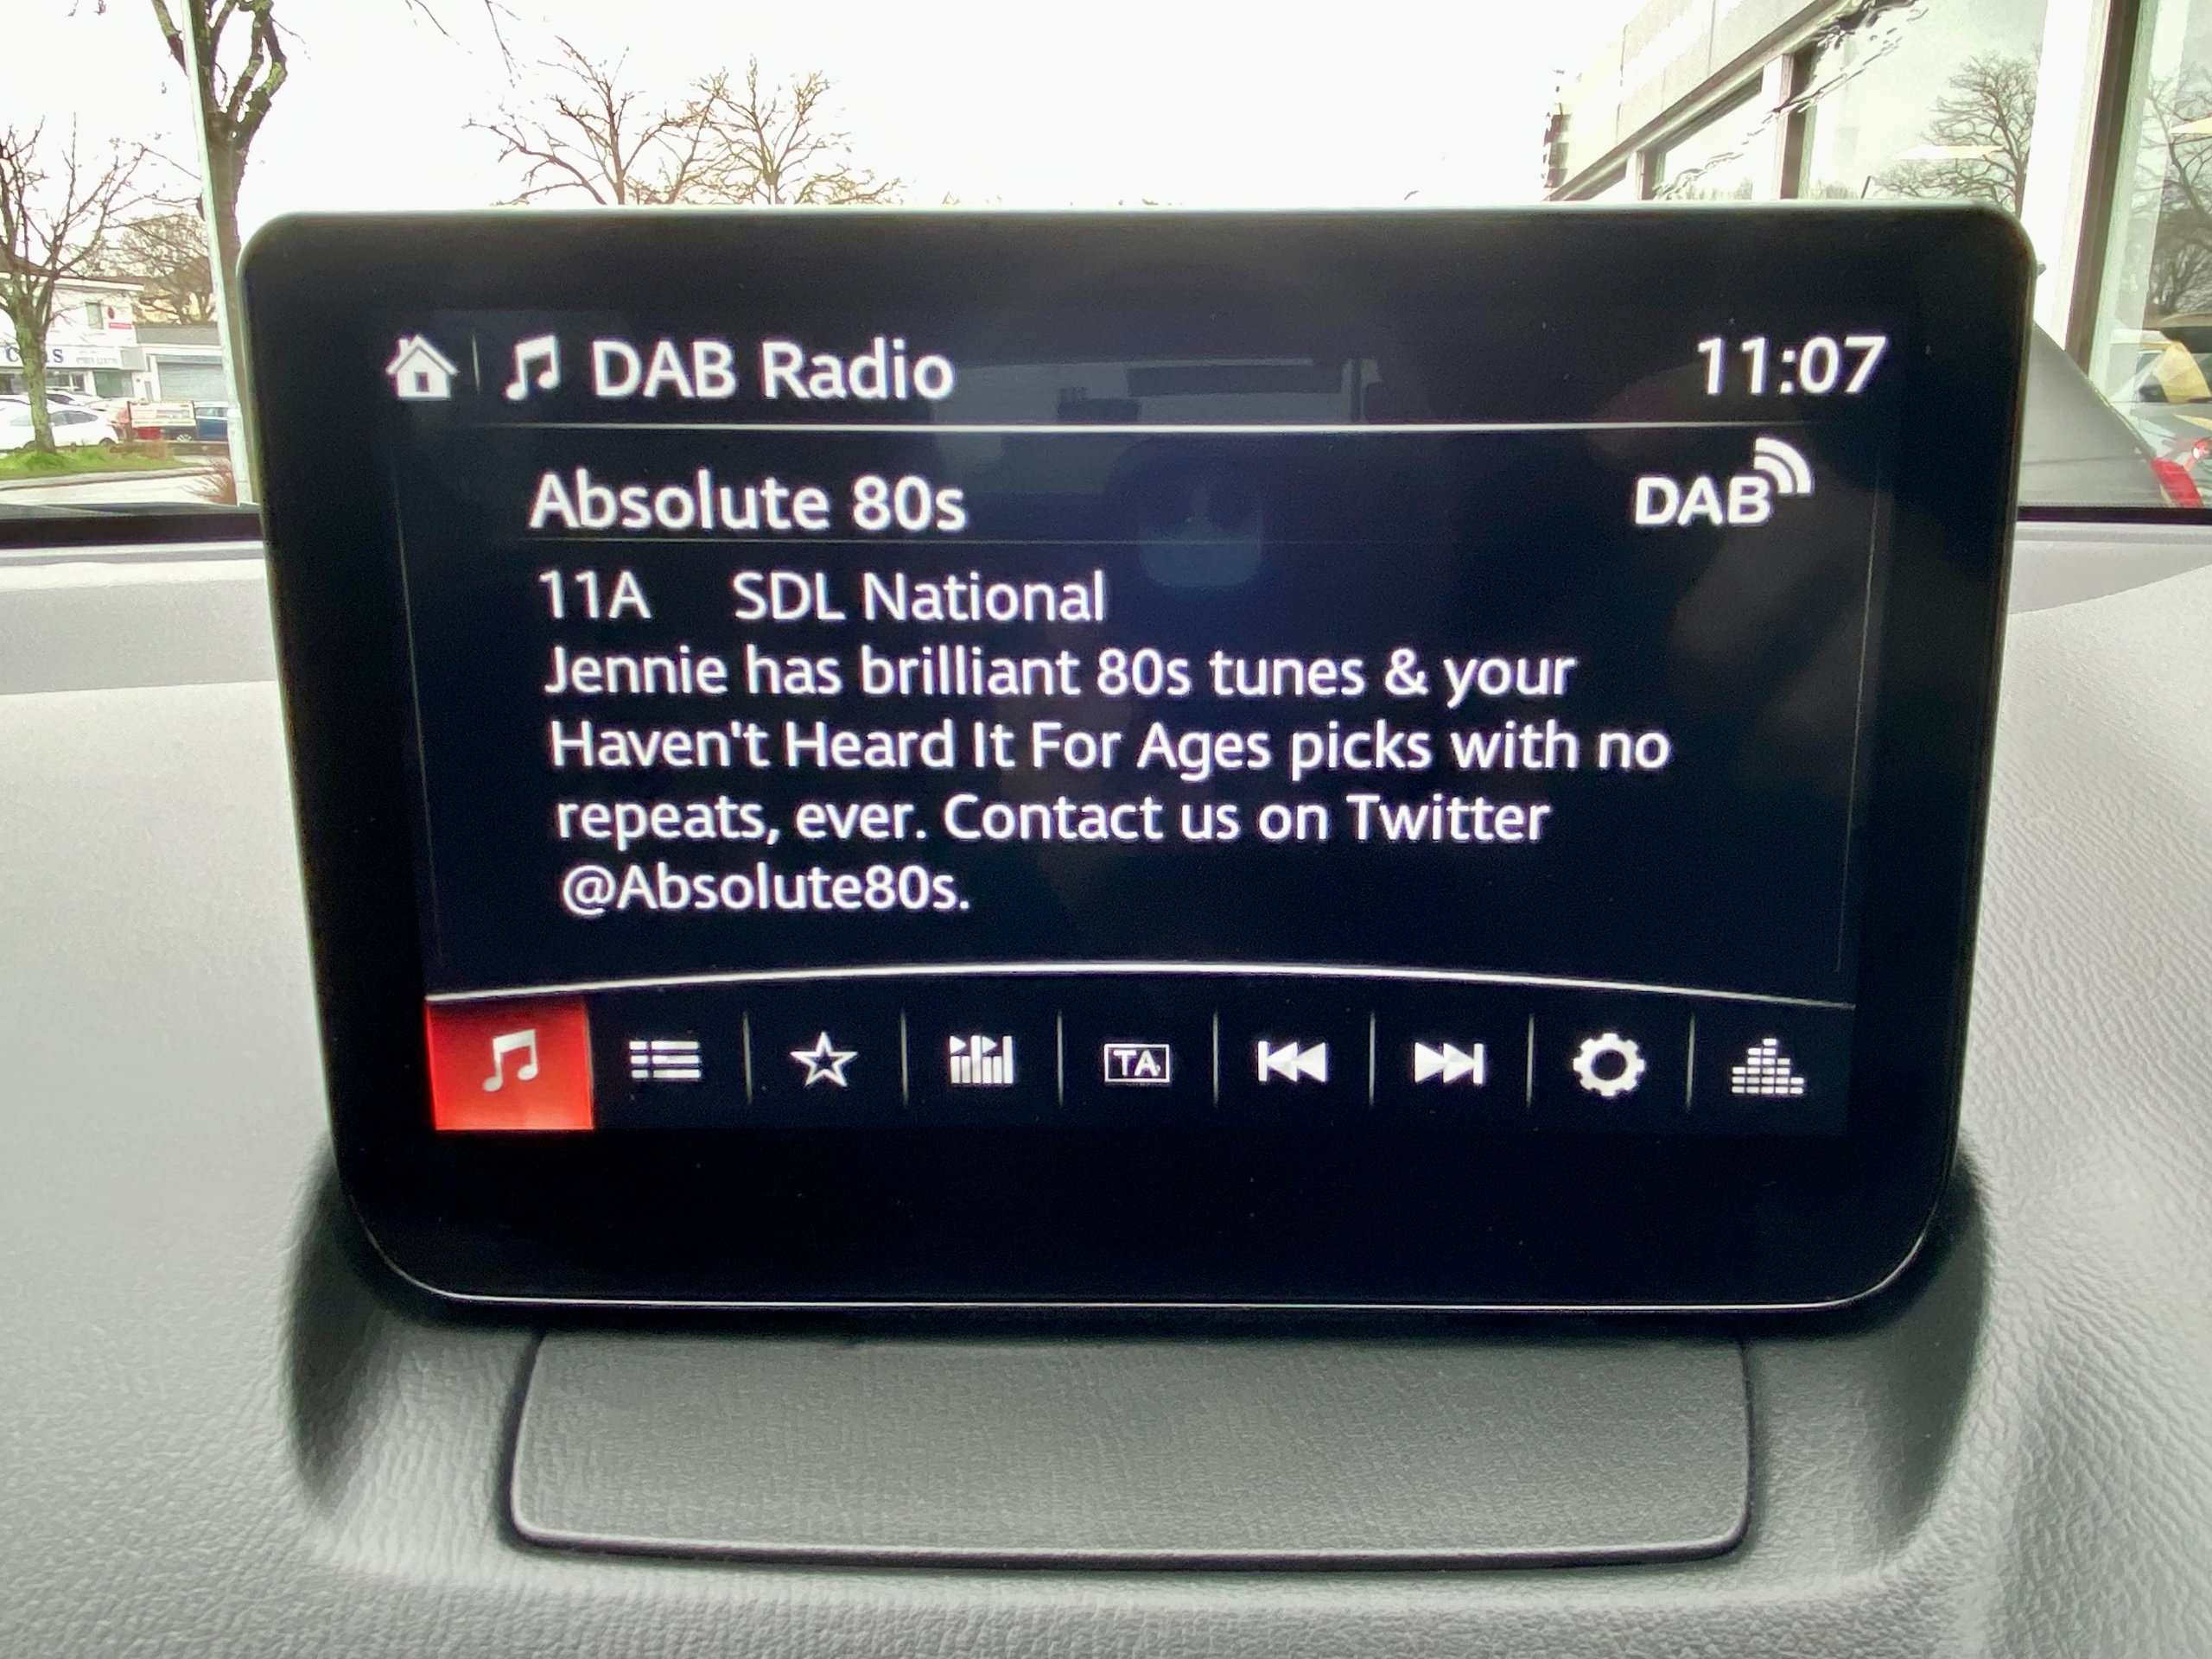 DAB Radio
11:07
Absolute 80s
DAB
11A SDL National
Jennie has brilliant 80s tunes & your
Haven't Heard It For Ages picks with no
repeats, ever. Contact us on Twitter
@Absolute80s.
TA